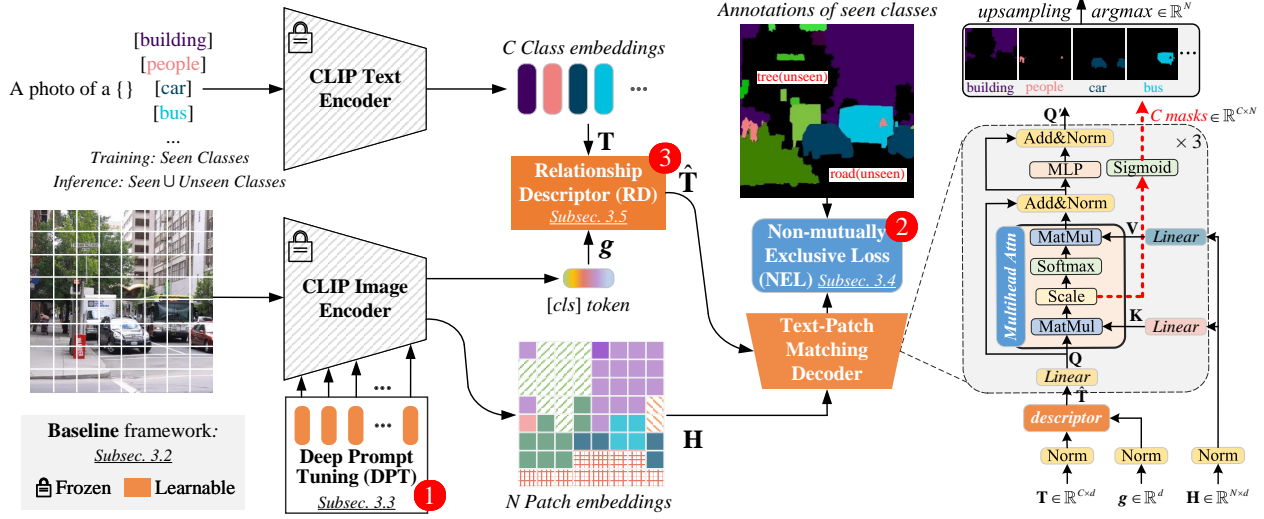 [building]
[people]
A photo of a {} [car]
[bus]
...
Training: Seen Classes
Inference: Seen ∪ Unseen Classes
CLIP Text
Encoder
C Class embeddings
...
T
Relationship
Descriptor (RD)
Subsec. 3.5
3
T̂
g
[cls] token
CLIP Image
Encoder
...
...
Deep Prompt
Tuning (DPT)
Subsec. 3.3
1
Baseline framework:
Subsec. 3.2
Frozen
Learnable
H
N Patch embeddings
Annotations of seen classes
tree(unseen)
road(unseen)
Non-mutually
Exclusive Loss
(NEL) Subsec. 3.4
2
Text-Patch
Matching
Decoder
upsampling argmax ∈ ℝ^N
...
building people car bus
C masks ∈ ℝ^{C×N}
Q′
× 3
Add&Norm
MLP
Sigmoid
Add&Norm
Multihead Attn
MatMul
V
Linear
Softmax
Scale
MatMul
K
Linear
Q
Linear
T̂
descriptor
Norm
Norm
Norm
T ∈ ℝ^{C×d}
g ∈ ℝ^d
H ∈ ℝ^{N×d}